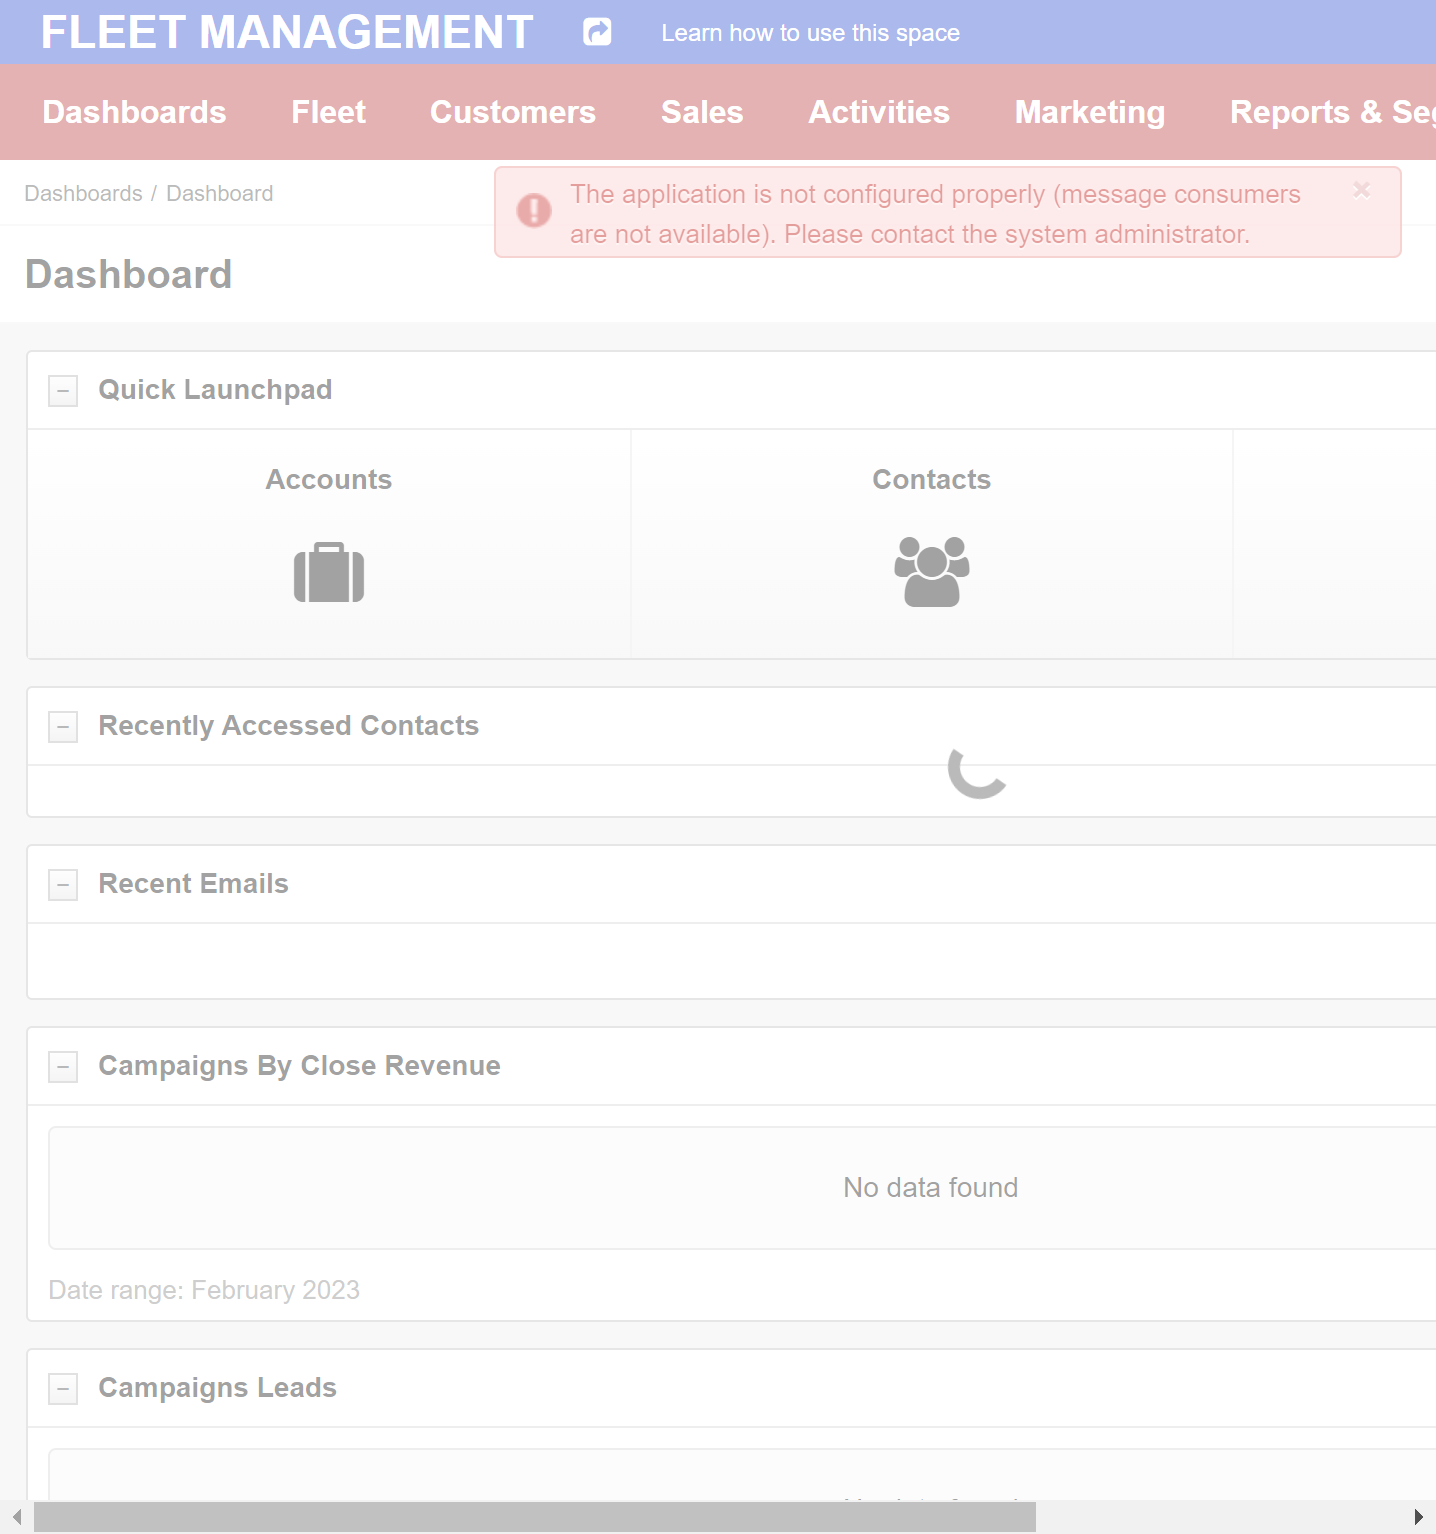 FLEET MANAGEMENT
Learn how to use this space
Dashboards Fleet Customers Sales Activities Marketing Reports &
Dashboards / Dashboard
The application is not configured properly (message consumers
are not available). Please contact the system administrator.
Dashboard
Quick Launchpad
Accounts
Contacts
Recently Accessed Contacts
Recent Emails
Campaigns By Close Revenue
No data found
Date range: February 2023
Campaigns Leads